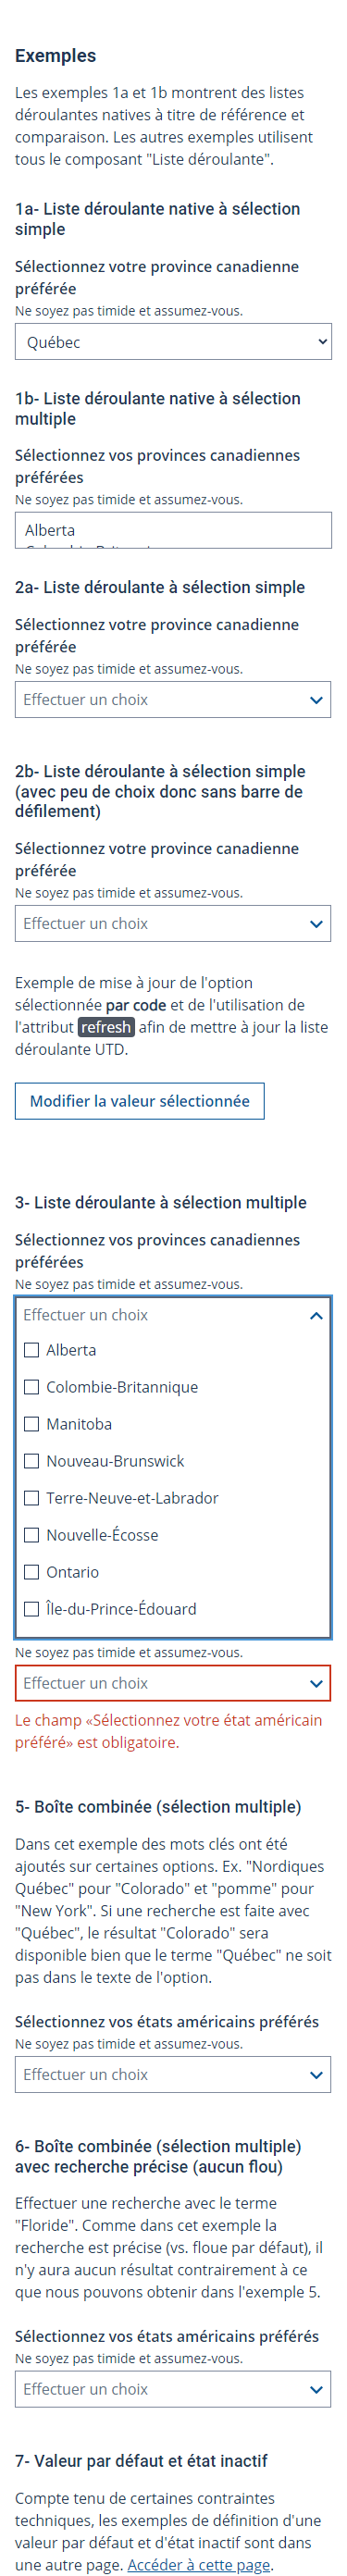 Exemples
Les exemples 1a et 1b montrent des listes
déroulantes natives à titre de référence et
comparaison. Les autres exemples utilisent
tous le composant "Liste déroulante".
1a- Liste déroulante native à sélection
simple
Sélectionnez votre province canadienne
préférée
Ne soyez pas timide et assumez-vous.
Québec
1b- Liste déroulante native à sélection
multiple
Sélectionnez vos provinces canadiennes
préférées
Ne soyez pas timide et assumez-vous.
Alberta
2a- Liste déroulante à sélection simple
Sélectionnez votre province canadienne
préférée
Ne soyez pas timide et assumez-vous.
Effectuer un choix
2b- Liste déroulante à sélection simple
(avec peu de choix donc sans barre de
défilement)
Sélectionnez votre province canadienne
préférée
Ne soyez pas timide et assumez-vous.
Effectuer un choix
Exemple de mise à jour de l'option
sélectionnée par code et de l'utilisation de
l'attribut refresh afin de mettre à jour la liste
déroulante UTD.
Modifier la valeur sélectionnée
3- Liste déroulante à sélection multiple
Sélectionnez vos provinces canadiennes
préférées
Ne soyez pas timide et assumez-vous.
Effectuer un choix
Alberta
Colombie-Britannique
Manitoba
Nouveau-Brunswick
Terre-Neuve-et-Labrador
Nouvelle-Écosse
Ontario
Île-du-Prince-Édouard
Ne soyez pas timide et assumez-vous.
Effectuer un choix
Le champ «Sélectionnez votre état américain
préféré» est obligatoire.
5- Boîte combinée (sélection multiple)
Dans cet exemple des mots clés ont été
ajoutés sur certaines options. Ex. "Nordiques
Québec" pour "Colorado" et "pomme" pour
"New York". Si une recherche est faite avec
"Québec", le résultat "Colorado" sera
disponible bien que le terme "Québec" ne soit
pas dans le texte de l'option.
Sélectionnez vos états américains préférés
Ne soyez pas timide et assumez-vous.
Effectuer un choix
6- Boîte combinée (sélection multiple)
avec recherche précise (aucun flou)
Effectuer une recherche avec le terme
"Floride". Comme dans cet exemple la
recherche est précise (vs. floue par défaut), il
n'y aura aucun résultat contrairement à ce
que nous pouvons obtenir dans l'exemple 5.
Sélectionnez vos états américains préférés
Ne soyez pas timide et assumez-vous.
Effectuer un choix
7- Valeur par défaut et état inactif
Compte tenu de certaines contraintes
techniques, les exemples de définition d'une
valeur par défaut et d'état inactif sont dans
une autre page. Accéder à cette page.